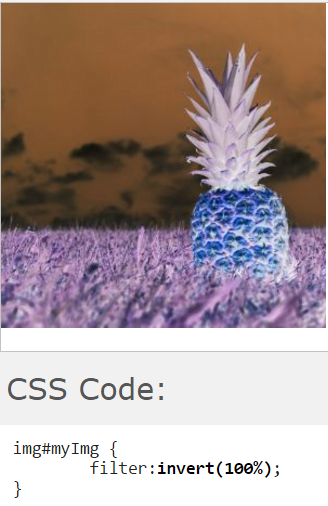 CSS Code:
img#myImg {
filter:invert(100%);
}